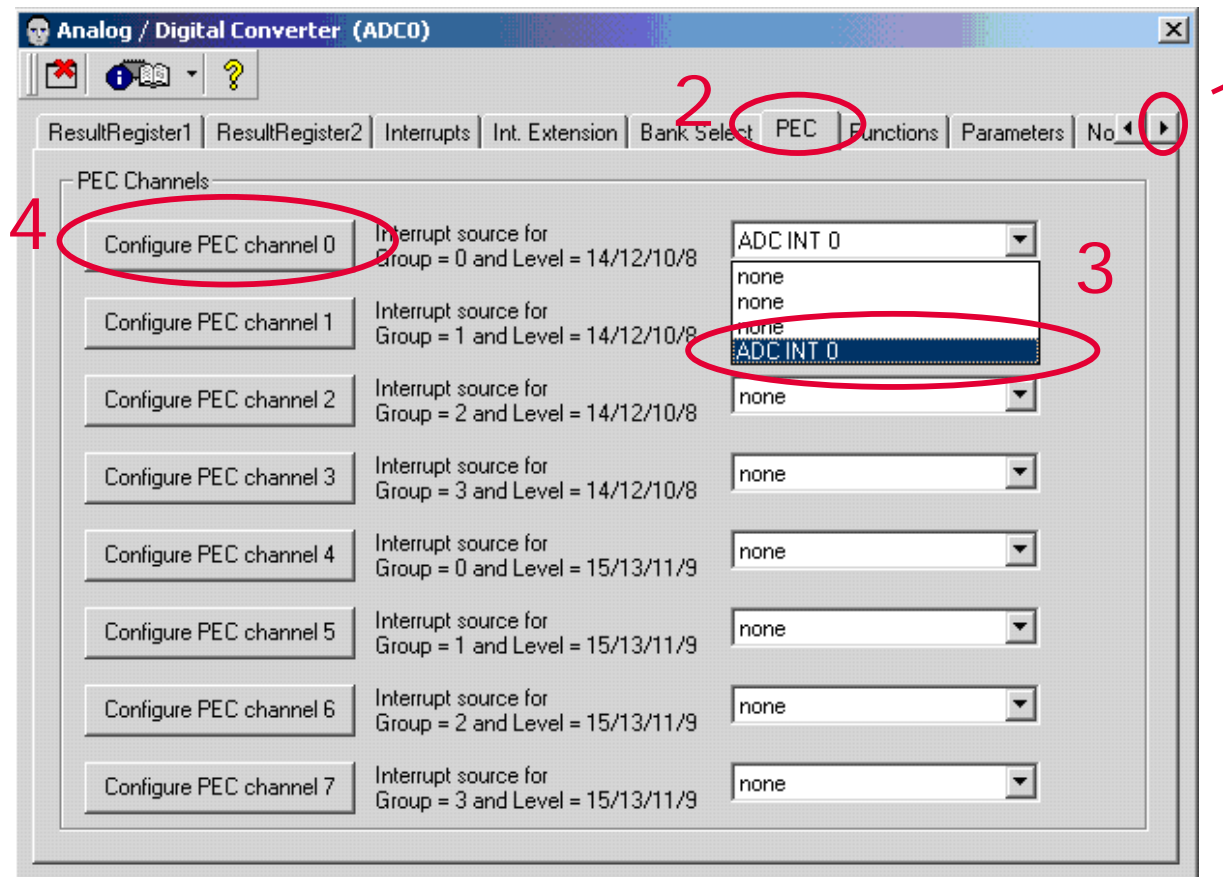 Analog / Digital Converter (ADC0)
2
1
ResultRegister1 ResultRegister2 Interrupts Int. Extension Bank Select PEC Functions Parameters No
PEC Channels
4
Configure PEC channel 0
Interrupt source for
Group = 0 and Level = 14/12/10/8
ADC INT 0
3
none
none
none
ADC INT 0
Configure PEC channel 1
Interrupt source for
Group = 1 and Level = 14/12/10/8
Configure PEC channel 2
Interrupt source for
Group = 2 and Level = 14/12/10/8
none
Configure PEC channel 3
Interrupt source for
Group = 3 and Level = 14/12/10/8
none
Configure PEC channel 4
Interrupt source for
Group = 0 and Level = 15/13/11/9
none
Configure PEC channel 5
Interrupt source for
Group = 1 and Level = 15/13/11/9
none
Configure PEC channel 6
Interrupt source for
Group = 2 and Level = 15/13/11/9
none
Configure PEC channel 7
Interrupt source for
Group = 3 and Level = 15/13/11/9
none